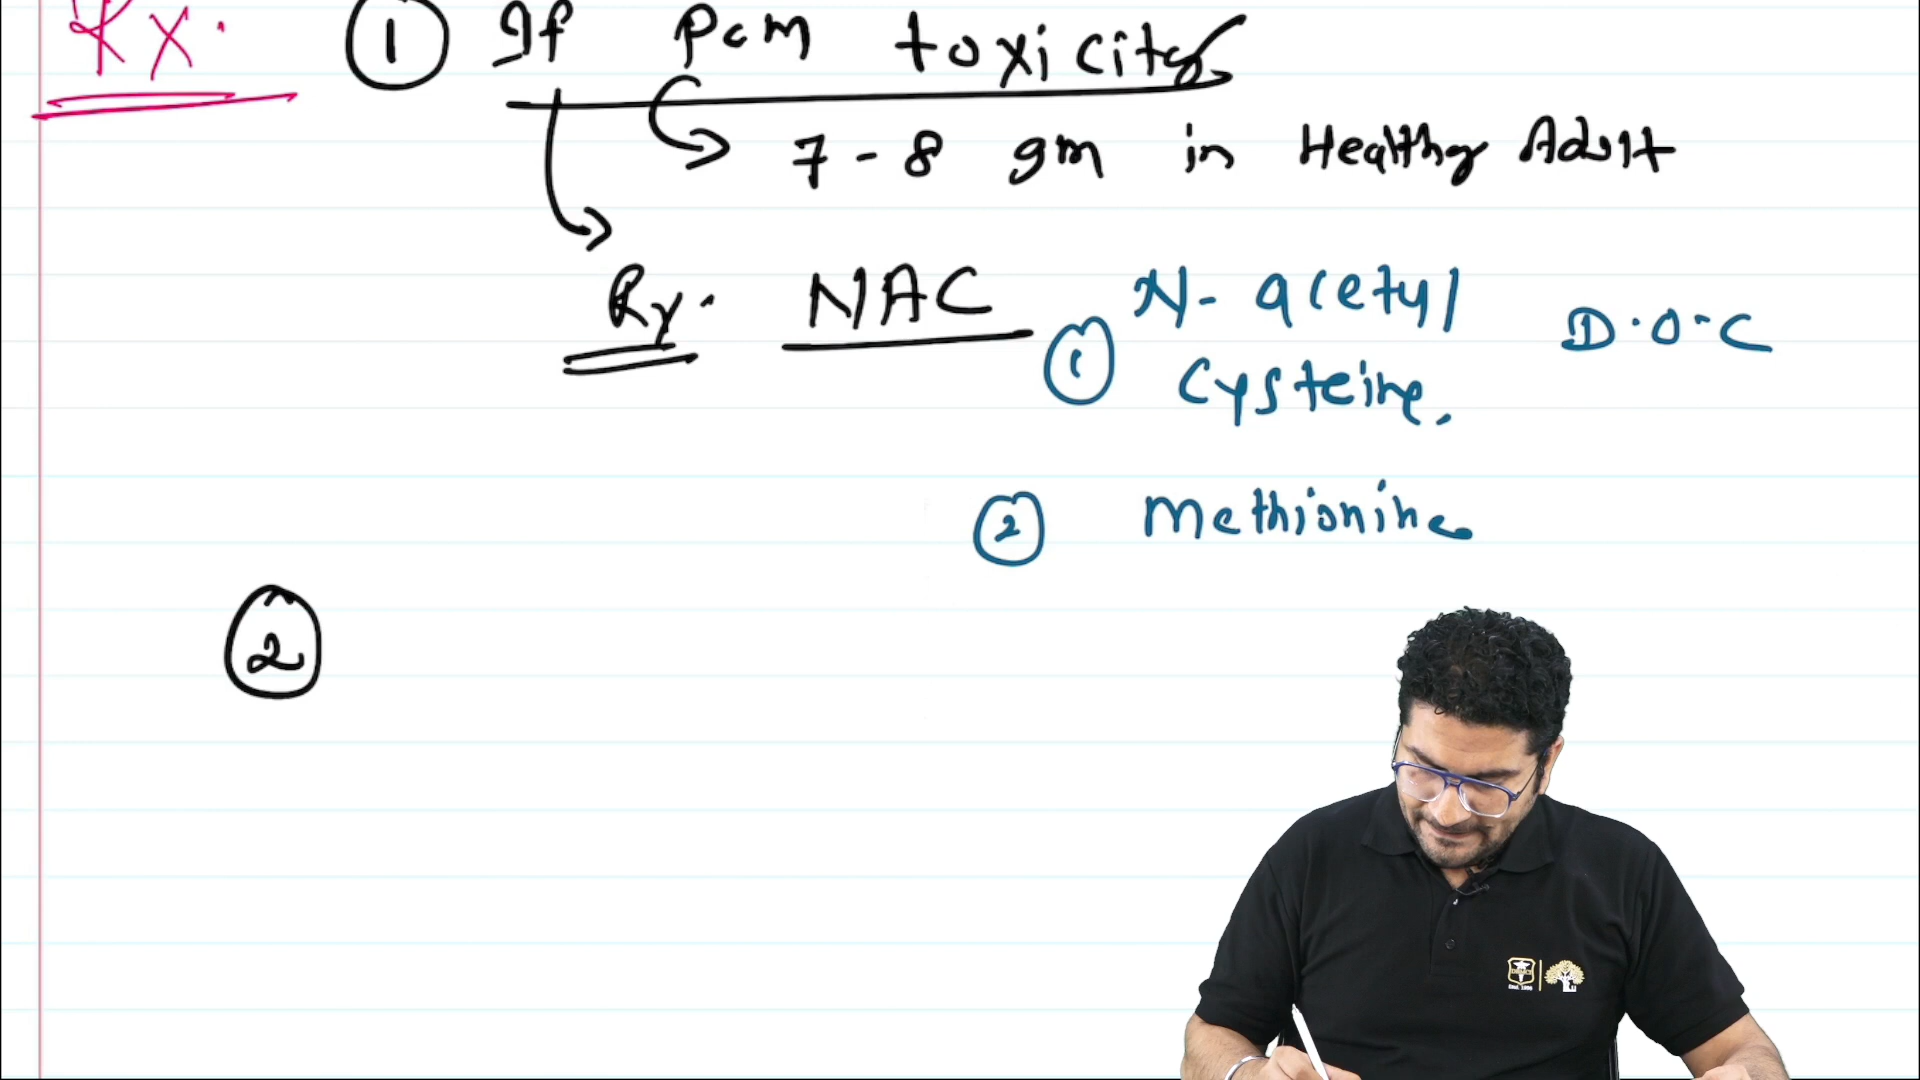 Rx.
① If Pcm toxicity
7-8 gm in Healthy Adult
Rx. NAC
① N-acetyl Cysteine.
D.O.C
② Methionine
②